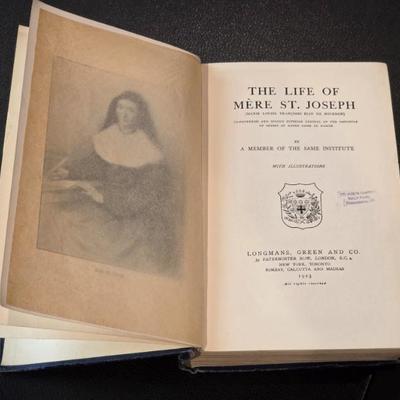 THE LIFE OF
MÈRE ST. JOSEPH
(MARIE LOUISE FRANÇOISE BLIN DE BOURDON)
CO-FOUNDRESS AND SECOND SUPERIOR GENERAL OF THE INSTITUTE
OF SISTERS OF NOTRE DAME OF NAMUR
BY
A MEMBER OF THE SAME INSTITUTE
WITH ILLUSTRATIONS
LONGMANS, GREEN AND CO.
39 PATERNOSTER ROW, LONDON, E.C. 4
NEW YORK, TORONTO
BOMBAY, CALCUTTA AND MADRAS
1923
All rights reserved